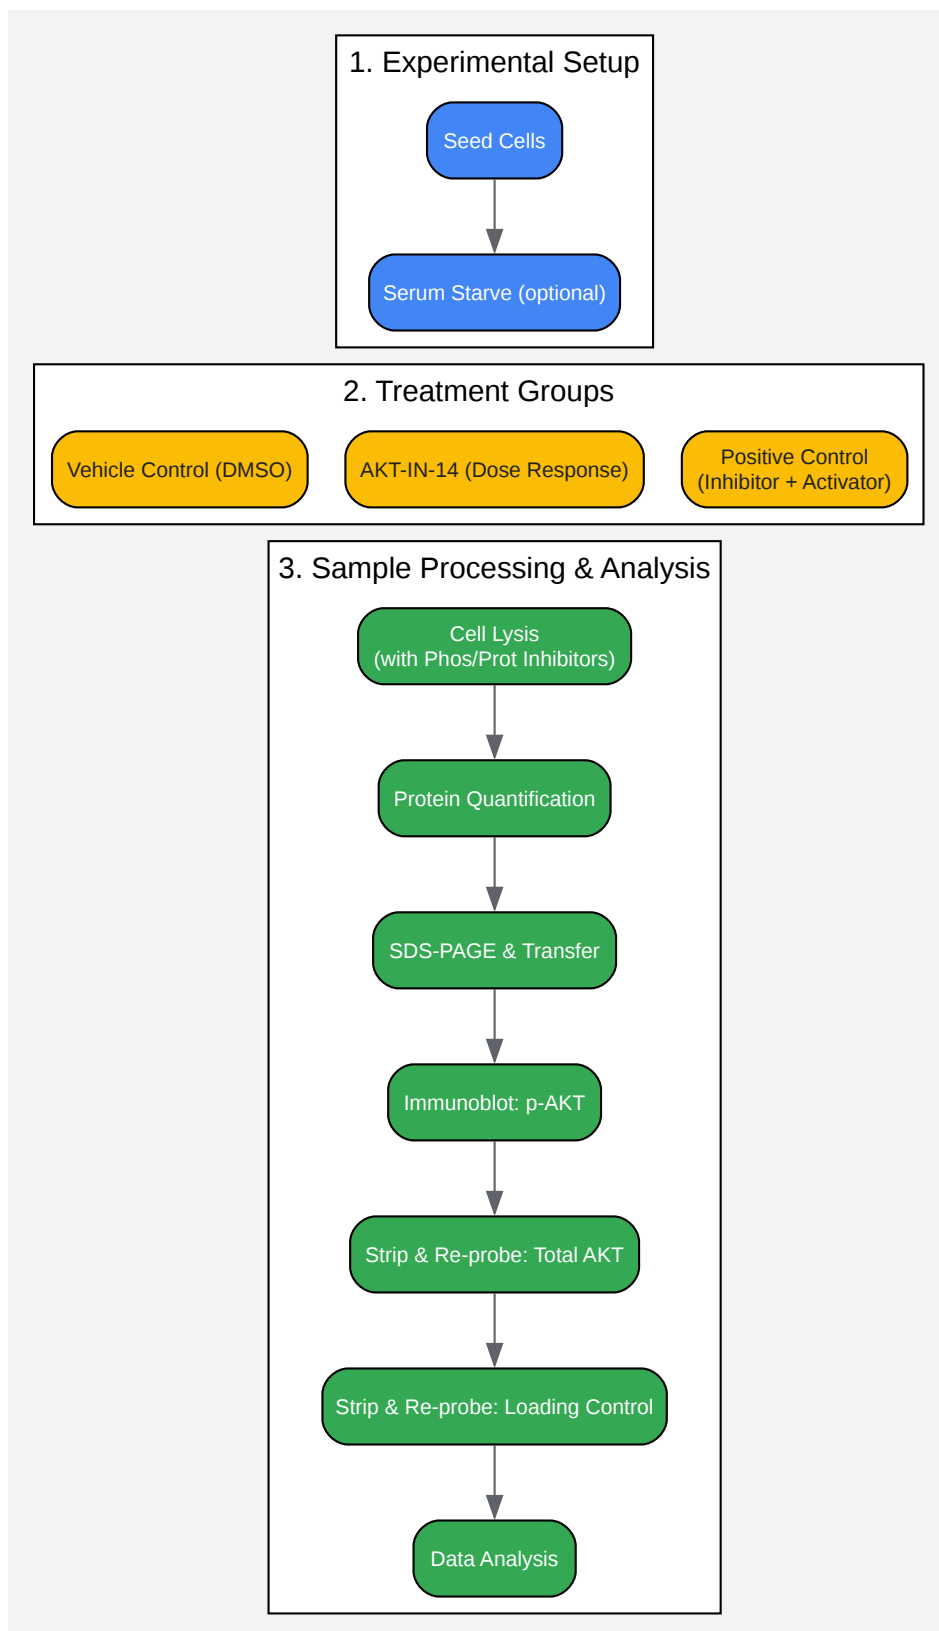 1. Experimental Setup
Seed Cells
Serum Starve (optional)
2. Treatment Groups
Vehicle Control (DMSO)
AKT-IN-14 (Dose Response)
Positive Control
(Inhibitor + Activator)
3. Sample Processing & Analysis
Cell Lysis
(with Phos/Prot Inhibitors)
Protein Quantification
SDS-PAGE & Transfer
Immunoblot: p-AKT
Strip & Re-probe: Total AKT
Strip & Re-probe: Loading Control
Data Analysis